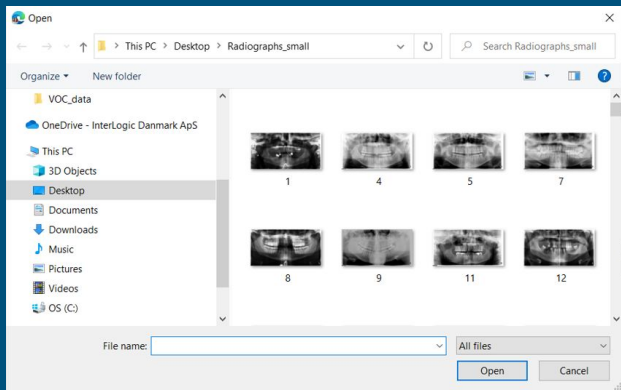 Open
This PC > Desktop > Radiographs_small
Search Radiographs_small
Organize
New folder
VOC_data
OneDrive - InterLogic Danmark ApS
This PC
3D Objects
Desktop
Documents
Downloads
Music
Pictures
Videos
OS (C:)
1
4
5
7
8
9
11
12
File name:
All files
Open
Cancel